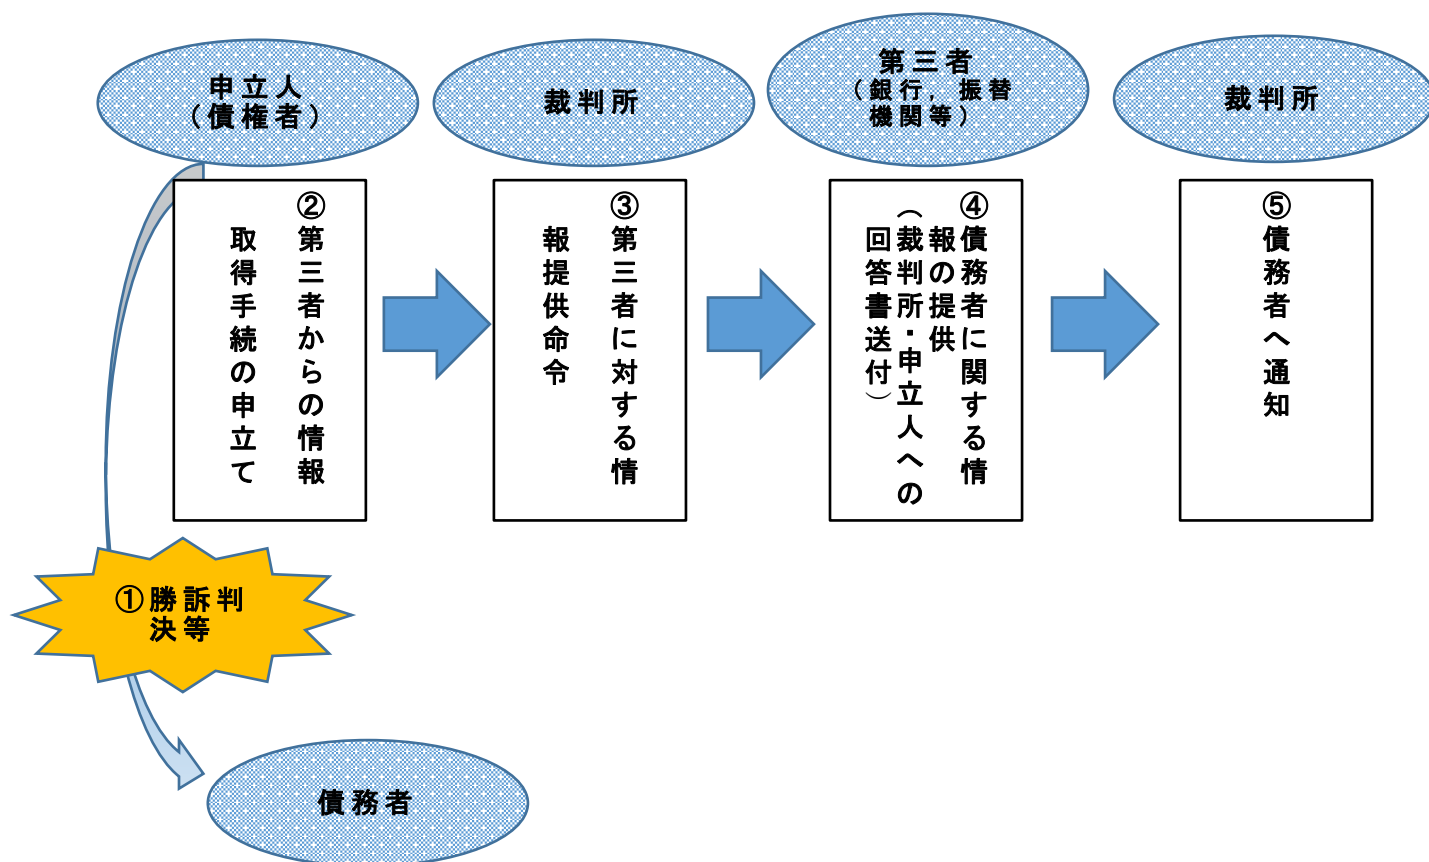 申立人
（債権者）
裁判所
第三者
（銀行，振替
機関等）
裁判所
②第三者からの情報
取得手続の申立て
③第三者に対する情
報提供命令
④債務者に関する情
報の提供
（裁判所・申立人への
回答書送付）
⑤債務者へ通知
①勝訴判
決等
債務者